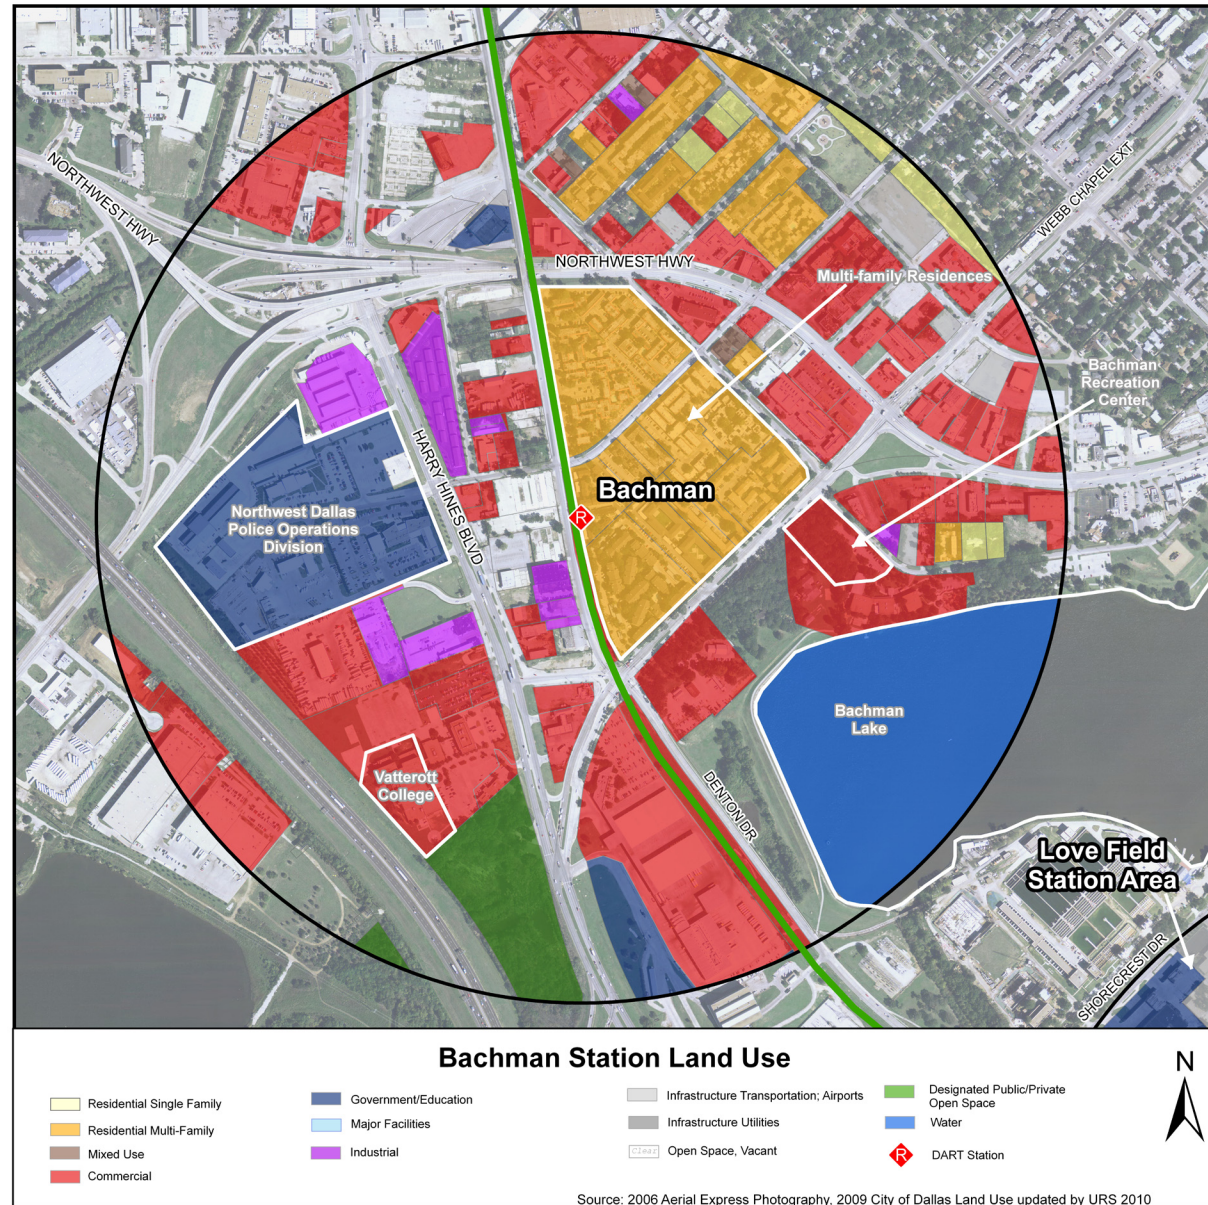 NORTHWEST HWY
WEBB CHAPEL EXT
NORTHWEST HWY
Multi-family Residences
Bachman
Recreation
Center
HARRY HINES BLVD
Bachman
R
Northwest Dallas
Police Operations
Division
Bachman
Lake
Vatterott
College
DENTON DR
Love Field
Station Area
SHORECREST DR
Bachman Station Land Use
N
Residential Single Family
Residential Multi-Family
Mixed Use
Commercial
Government/Education
Major Facilities
Industrial
Infrastructure Transportation; Airports
Infrastructure Utilities
Clear
Open Space, Vacant
Designated Public/Private
Open Space
Water
R
DART Station
Source: 2006 Aerial Express Photography, 2009 City of Dallas Land Use updated by URS 2010